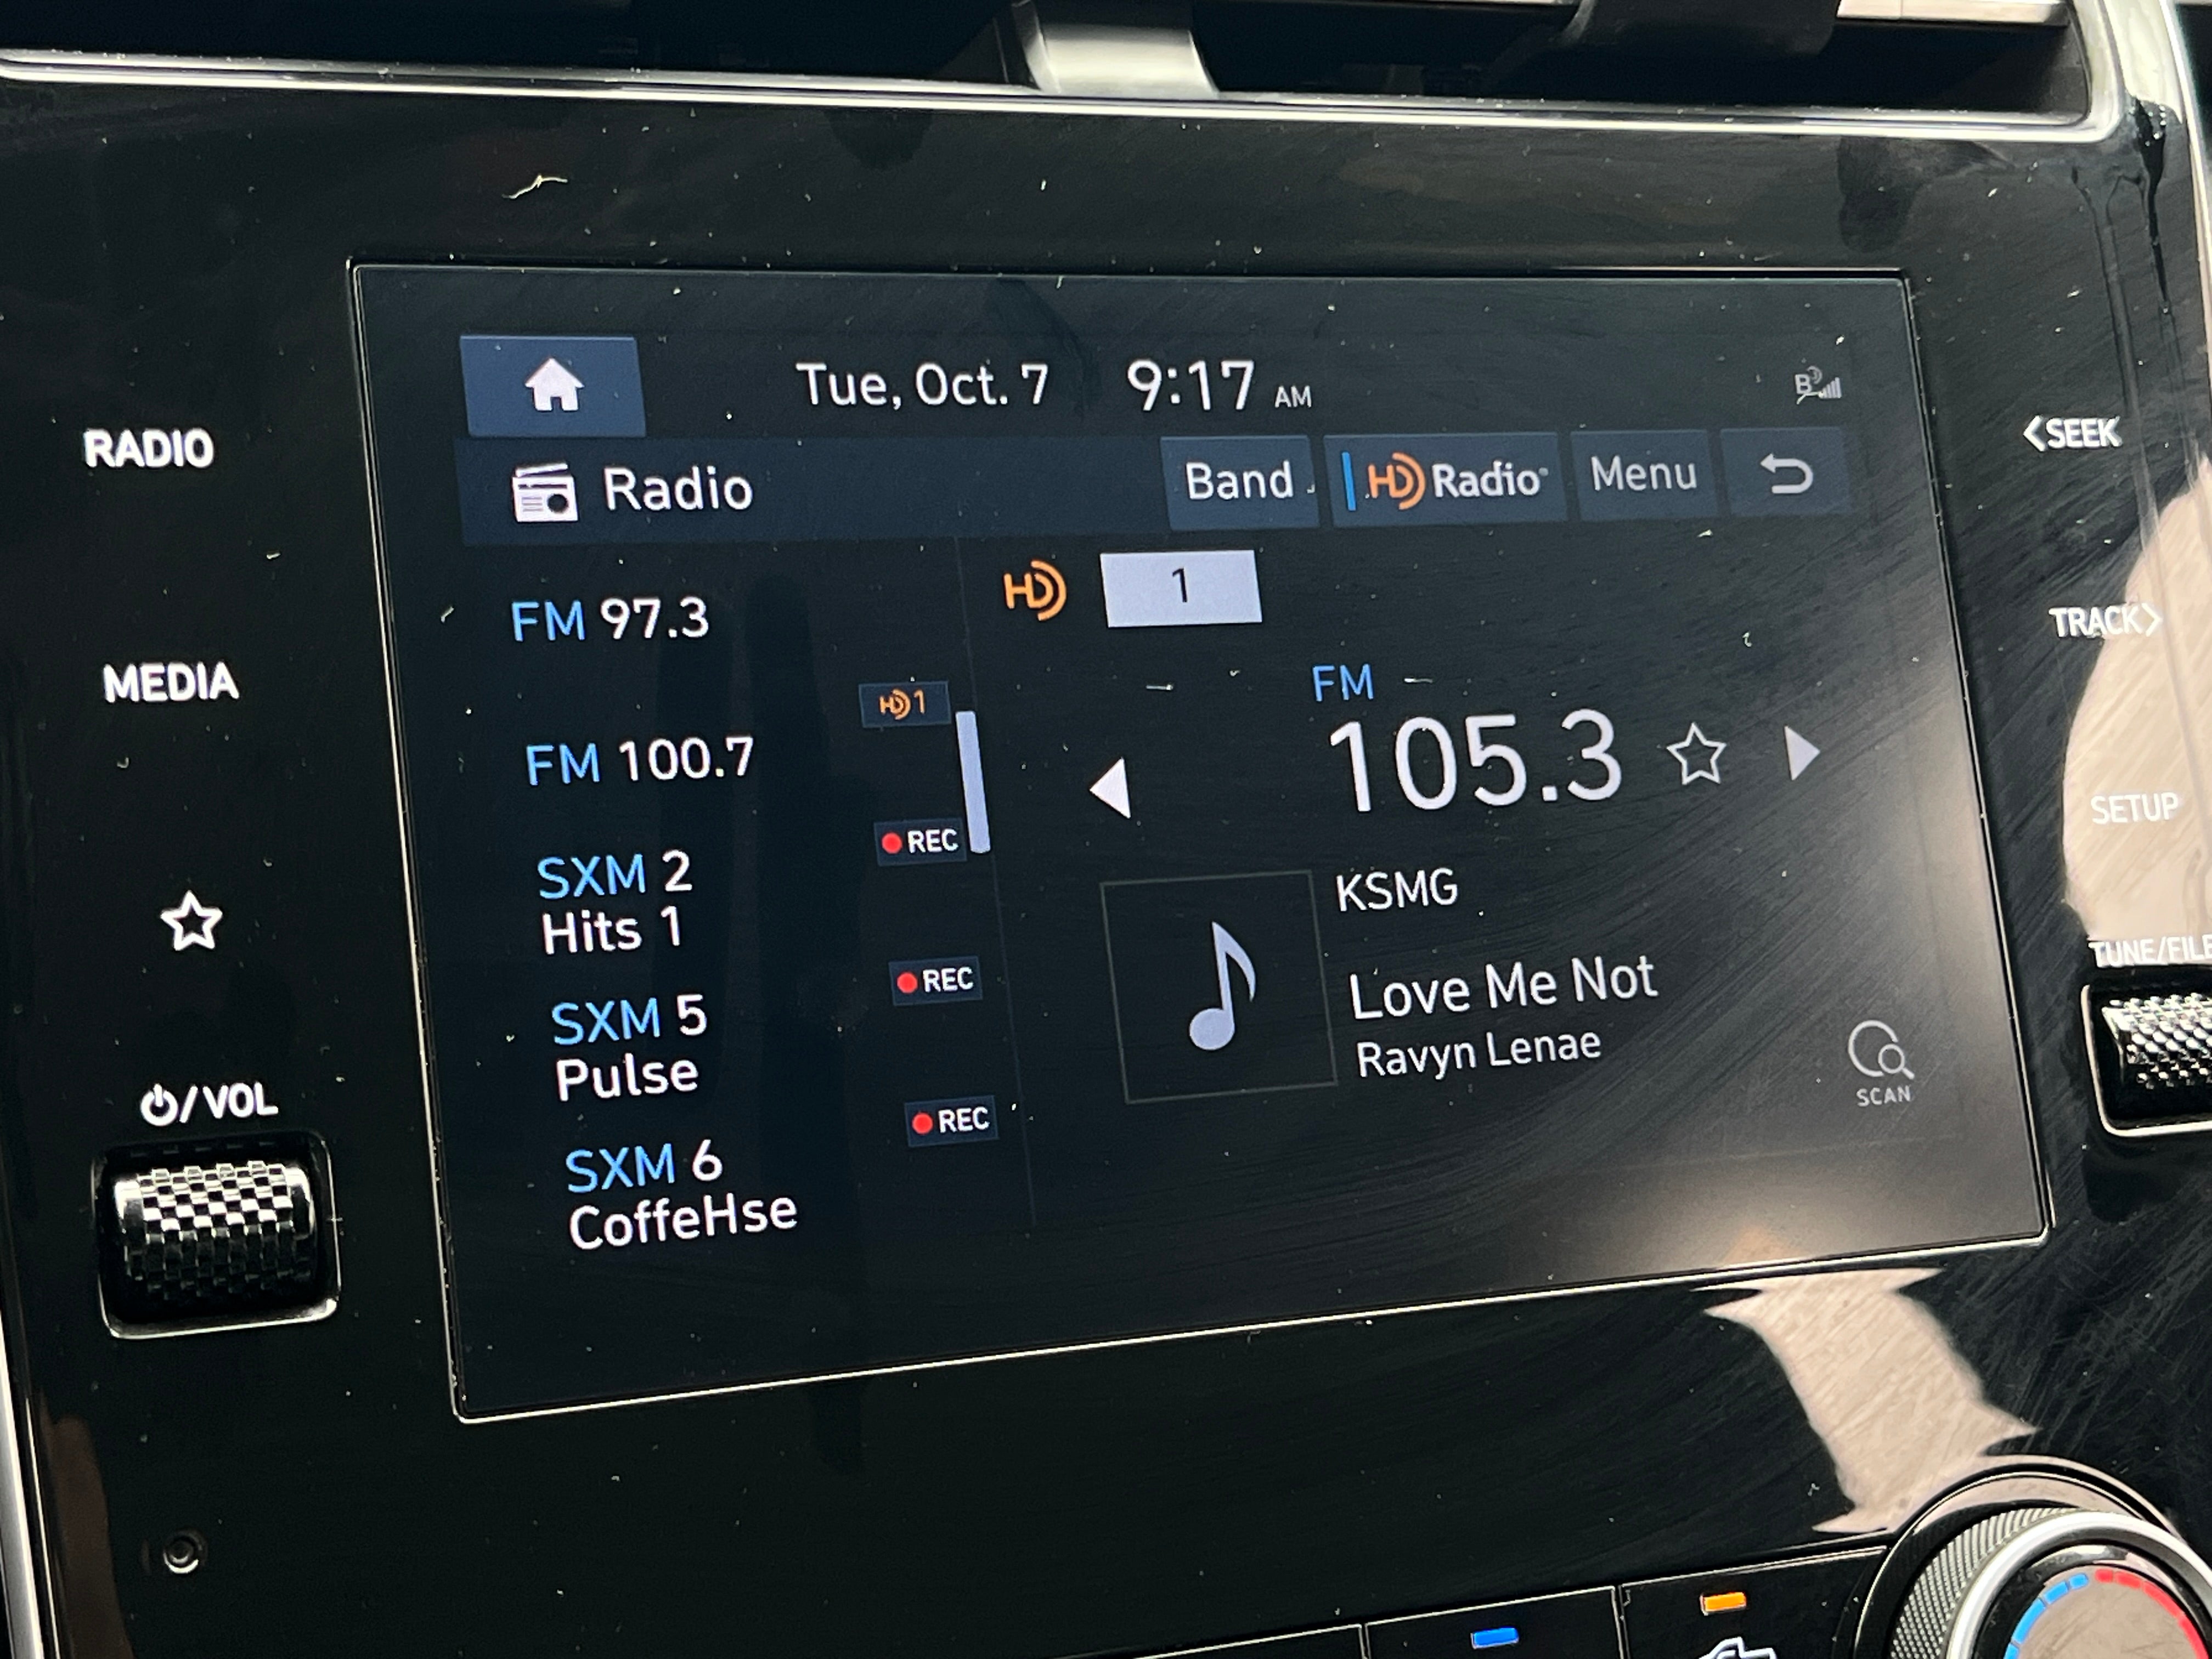 Tue, Oct. 7 9:17 AM
Radio Band HD Radio Menu
HD 1
FM 97.3
HD 1
FM 100.7
REC
SXM 2
Hits 1
REC
SXM 5
Pulse
REC
SXM 6
CoffeHse
FM
105.3
KSMG
Love Me Not
Ravyn Lenae
SCAN
RADIO
MEDIA
/ VOL
<SEEK
TRACK>
SETUP
TUNE/FILE